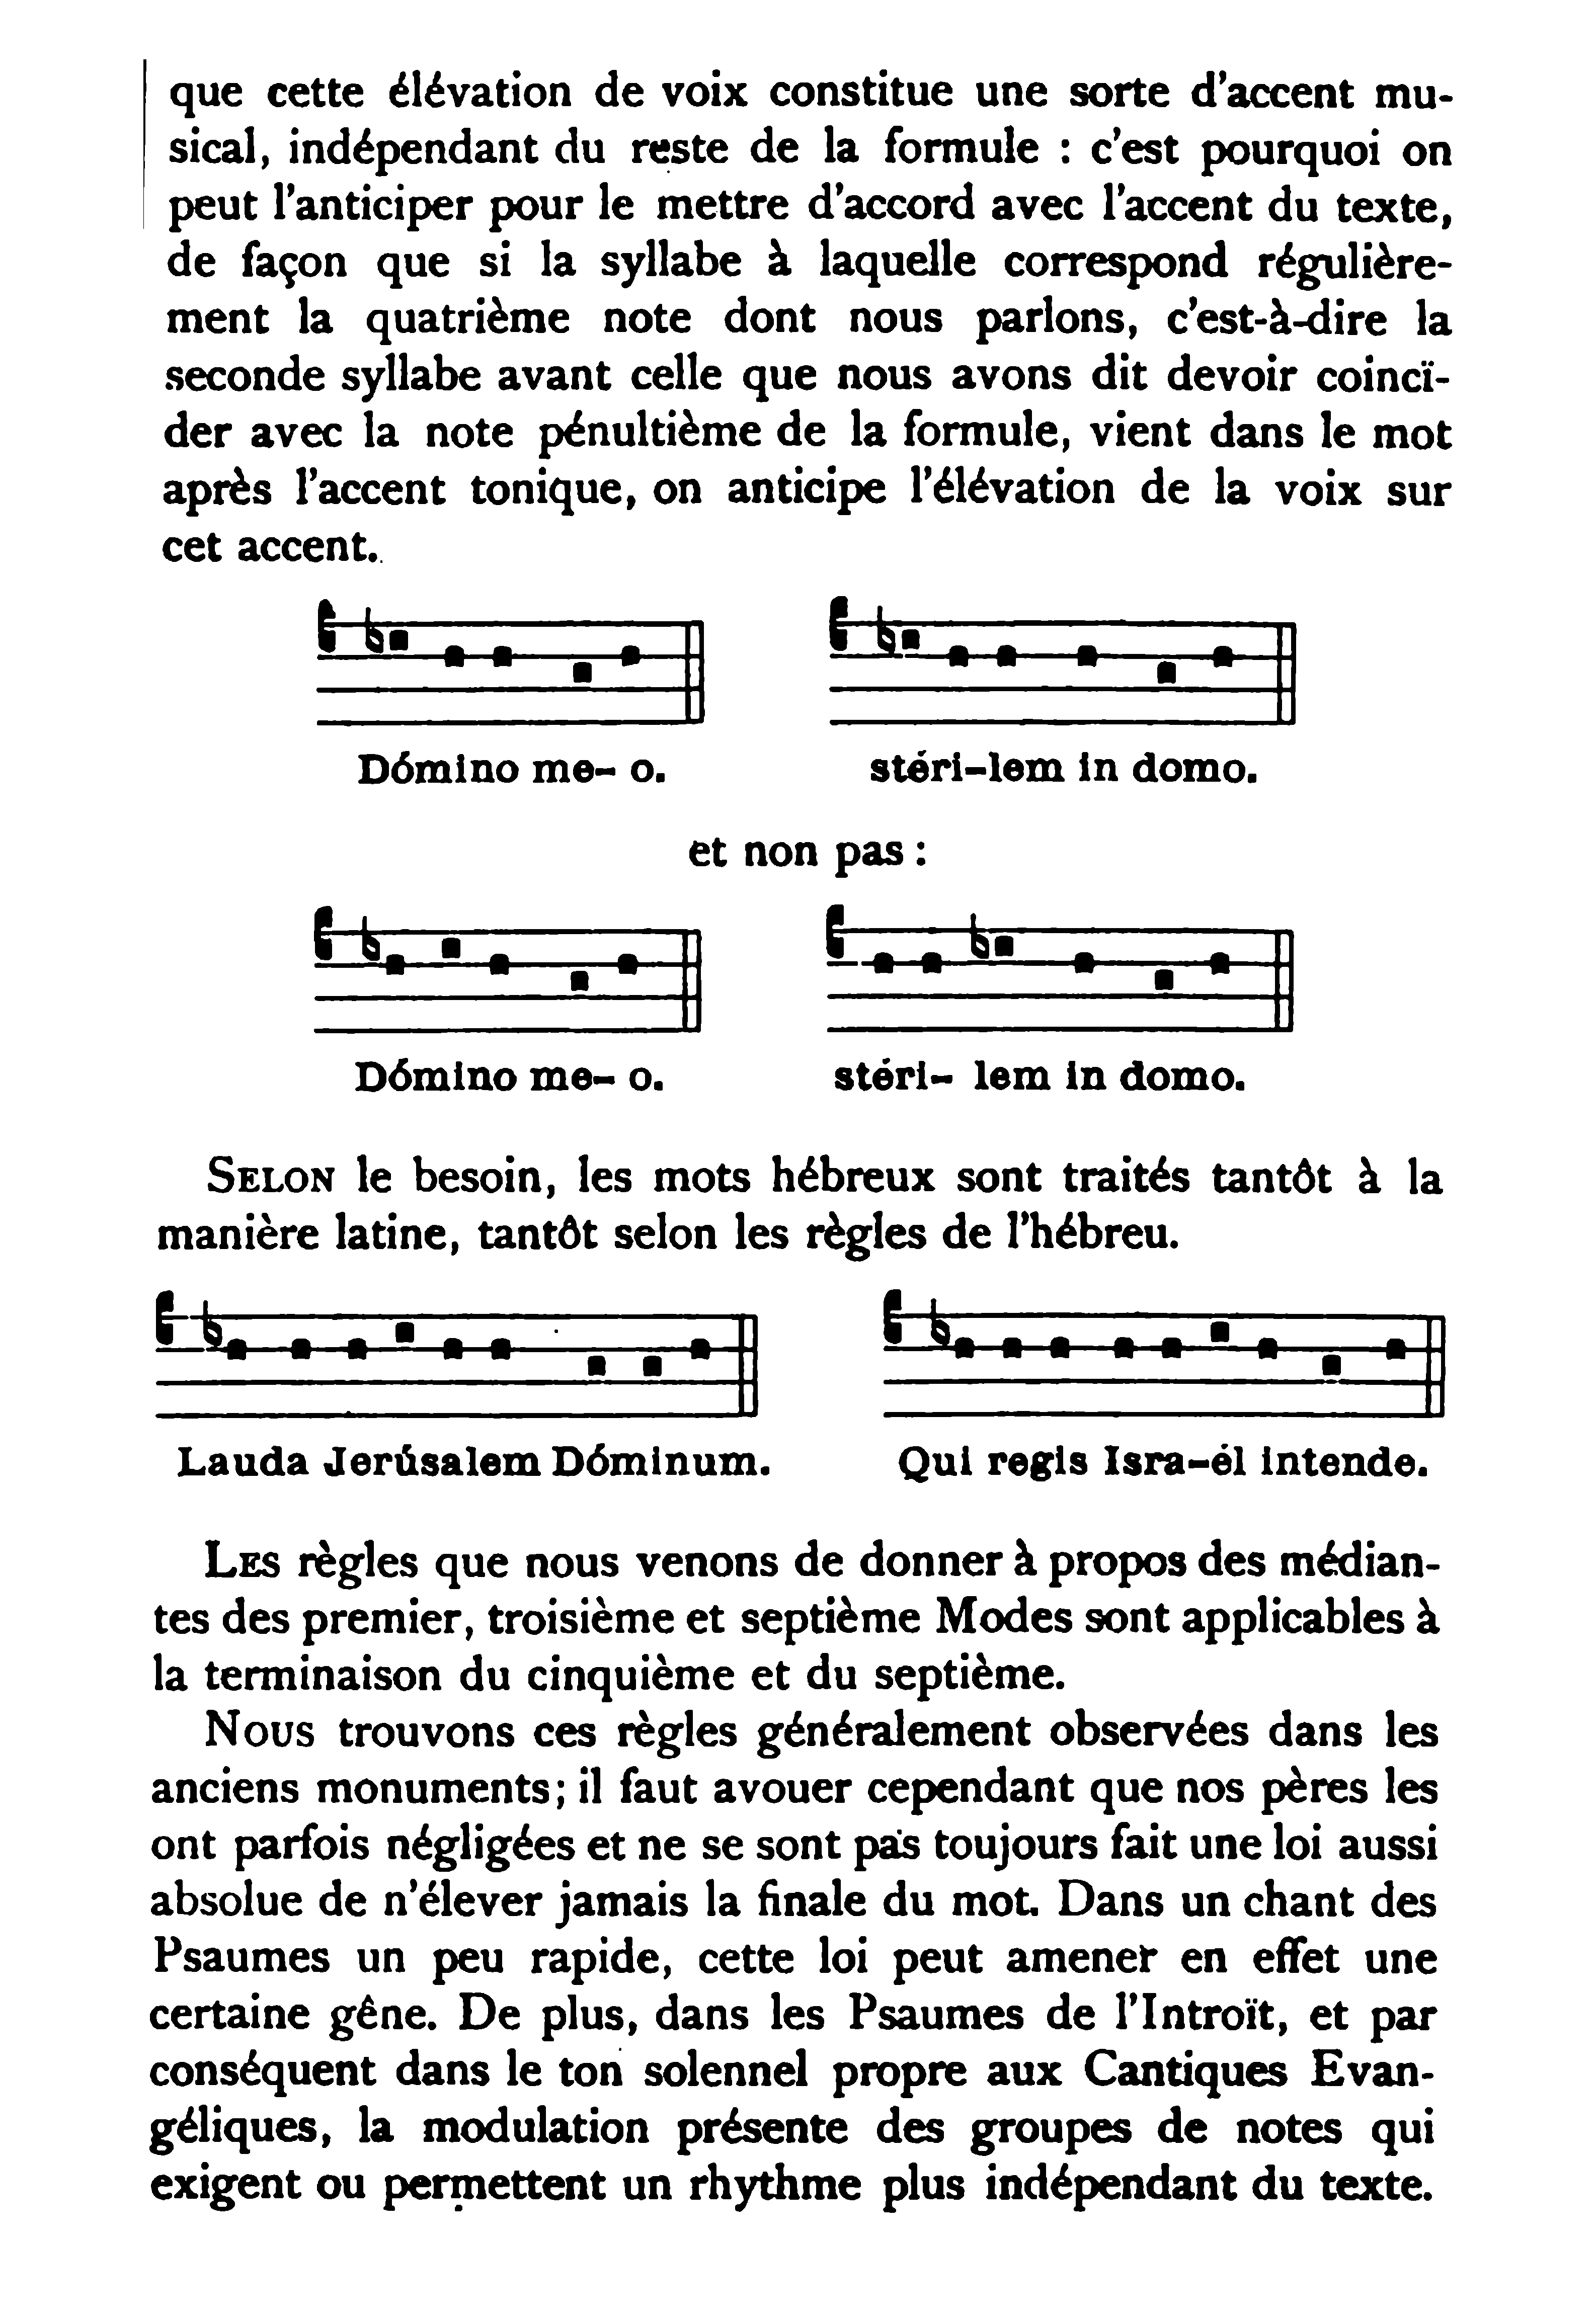 que cette élévation de voix constitue une sorte d'accent mu-
sical, indépendant du reste de la formule : c'est pourquoi on
peut l'anticiper pour le mettre d'accord avec l'accent du texte,
de façon que si la syllabe à laquelle correspond régulière-
ment la quatrième note dont nous parlons, c'est-à-dire la
seconde syllabe avant celle que nous avons dit devoir coincï-
der avec la note pénultième de la formule, vient dans le mot
après l'accent tonique, on anticipe l'élévation de la voix sur
cet accent.
Dómino me- o. stéri-lem in domo.
et non pas :
Dómino me- o. stéri- lem in domo.
SELON le besoin, les mots hébreux sont traités tantôt à la
manière latine, tantôt selon les règles de l'hébreu.
Lauda Jerúsalem Dóminum. Qui regis Isra-él intende.
LES règles que nous venons de donner à propos des médian-
tes des premier, troisième et septième Modes sont applicables à
la terminaison du cinquième et du septième.
NOUS trouvons ces règles généralement observées dans les
anciens monuments; il faut avouer cependant que nos pères les
ont parfois négligées et ne se sont pas toujours fait une loi aussi
absolue de n'élever jamais la finale du mot. Dans un chant des
Psaumes un peu rapide, cette loi peut amener en effet une
certaine gêne. De plus, dans les Psaumes de l'Introït, et par
conséquent dans le ton solennel propre aux Cantiques Evan-
géliques, la modulation présente des groupes de notes qui
exigent ou permettent un rhythme plus indépendant du texte.